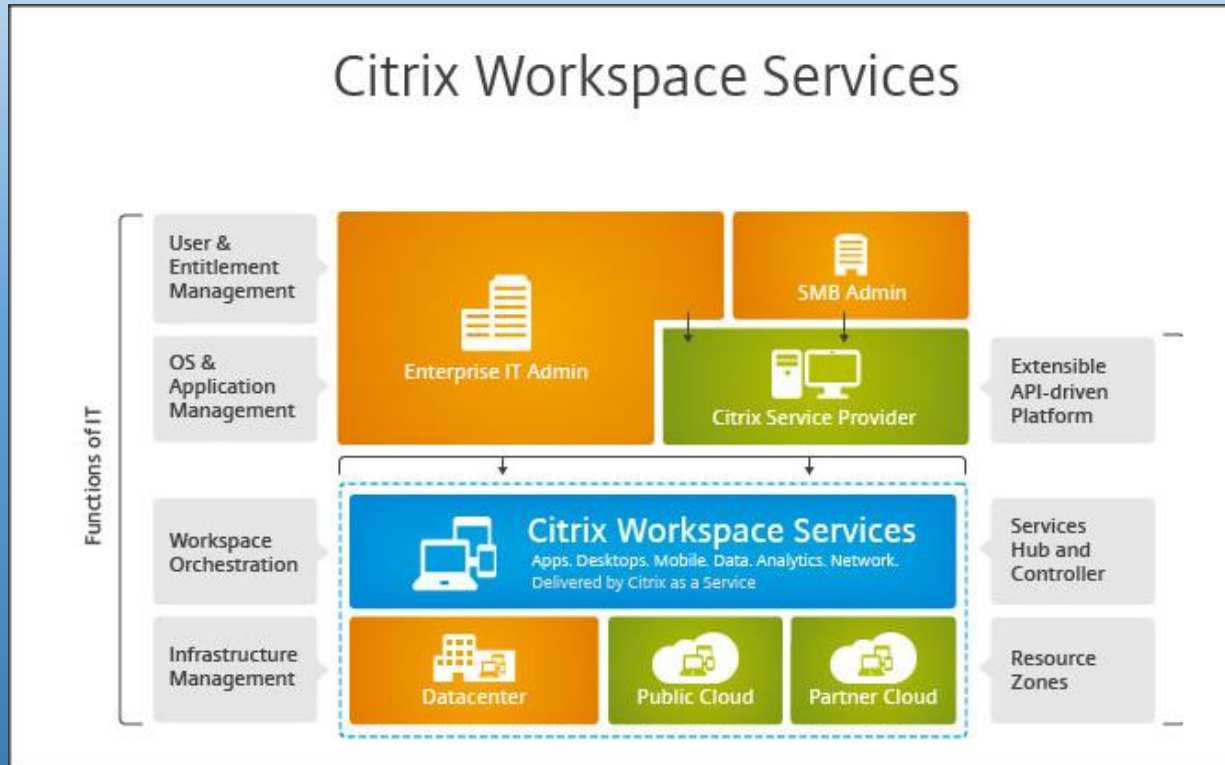 Citrix Workspace Services
Functions of IT
User &
Entitlement
Management
OS &
Application
Management
Workspace
Orchestration
Infrastructure
Management
Enterprise IT Admin
SMB Admin
Citrix Service Provider
Citrix Workspace Services
Apps. Desktops. Mobile. Data. Analytics. Network.
Delivered by Citrix as a Service
Datacenter
Public Cloud
Partner Cloud
Extensible
API-driven
Platform
Services
Hub and
Controller
Resource
Zones